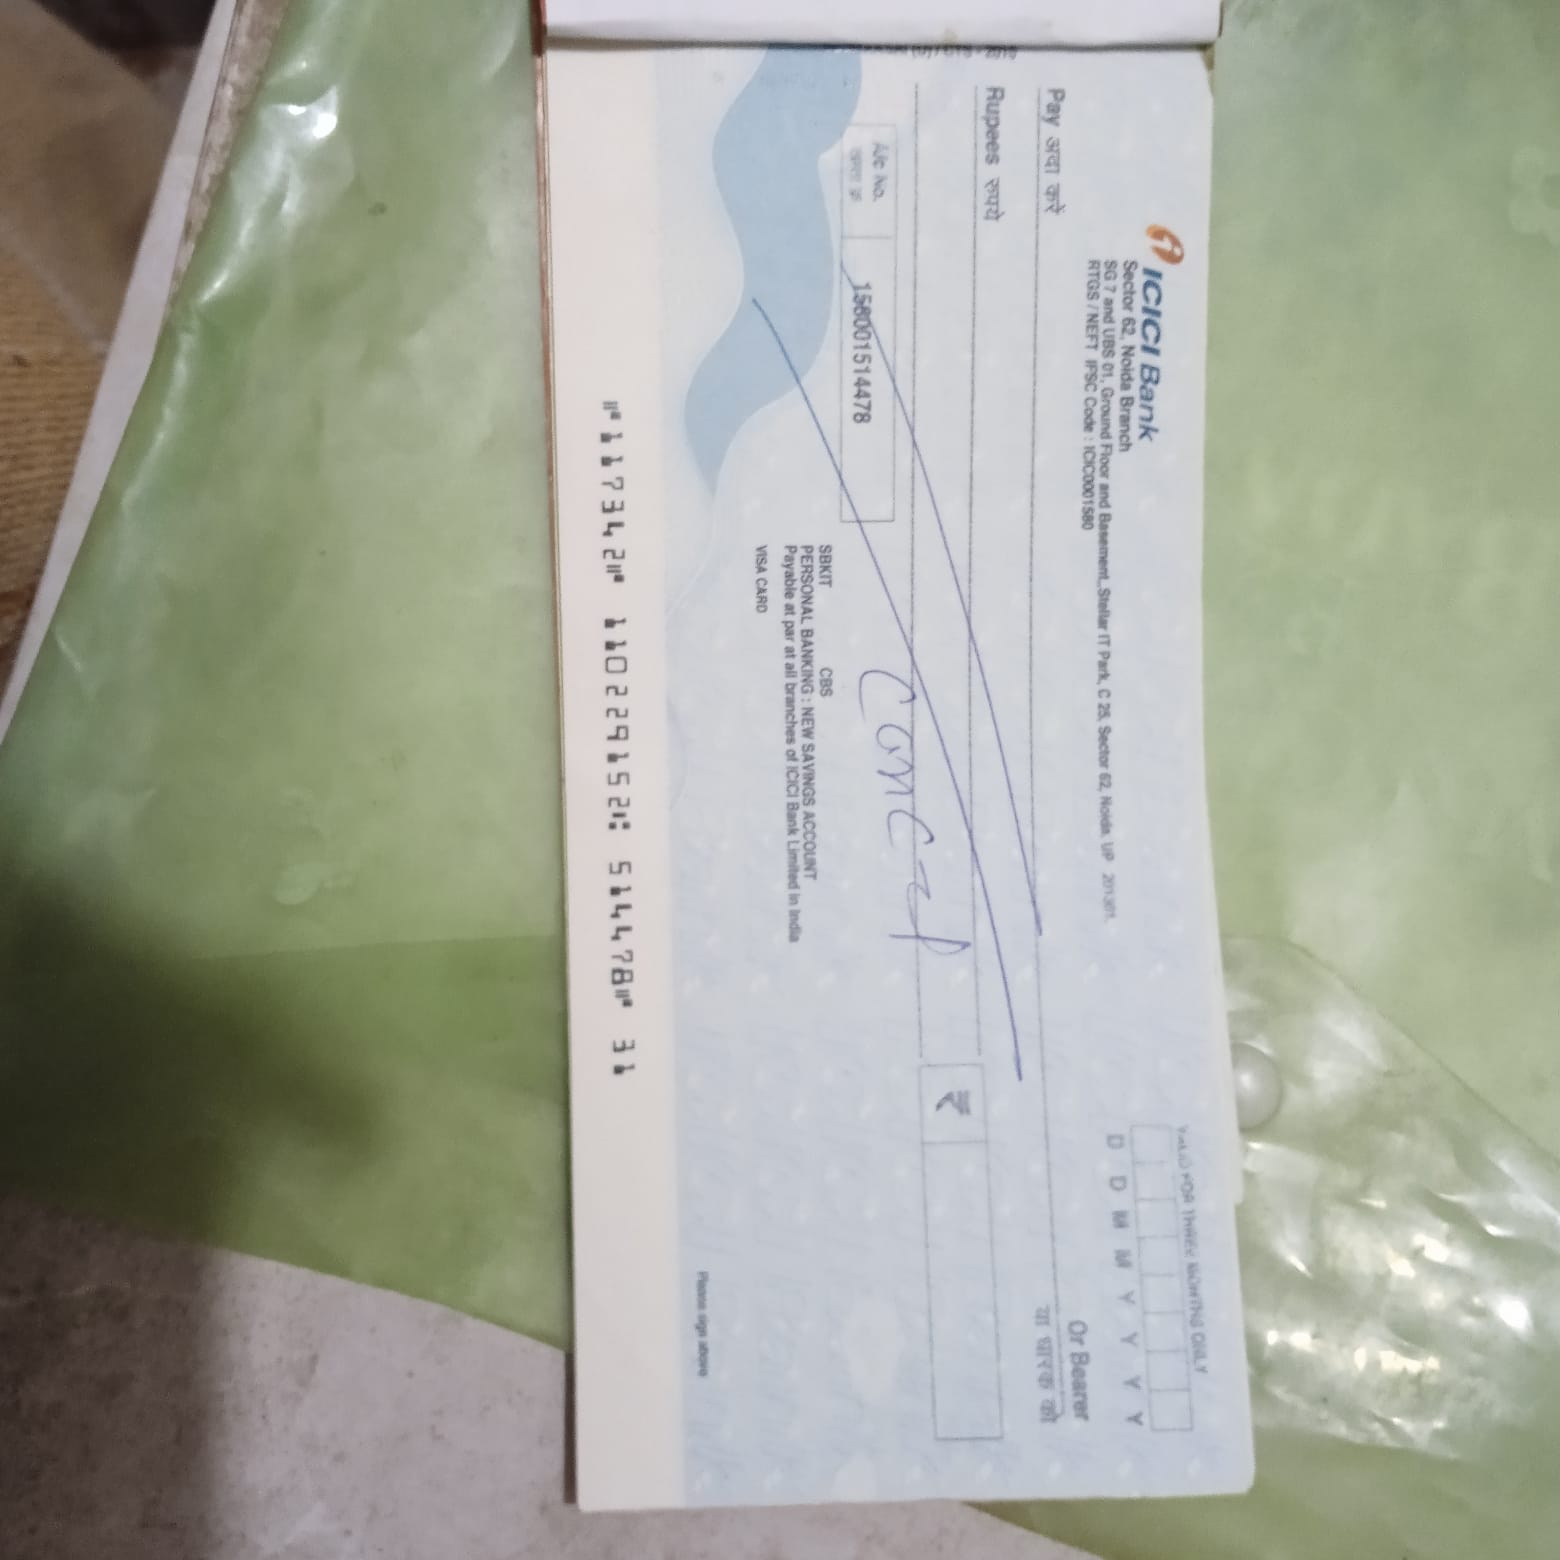 VALID FOR THREE MONTHS ONLY
ICICI Bank
Sector 62, Noida Branch
SG 7 and UBS 01, Ground Floor and Basement, Stellar IT Park, C 25, Sector 62, Noida. UP 201301.
RTGS / NEFT IFSC Code : ICIC0001580
D D M M Y Y Y Y
Pay अदा करें
Or Bearer
या धारक को
Rupees रुपये
₹
A/c No.
खाता क्र
158001514478
Cancel
SBKIT CBS
PERSONAL BANKING : NEW SAVINGS ACCOUNT
Payable at par at all branches of ICICI Bank Limited in India
VISA CARD
Please sign above
⑈117342⑈ 110229152⑆ 514478⑈ 31